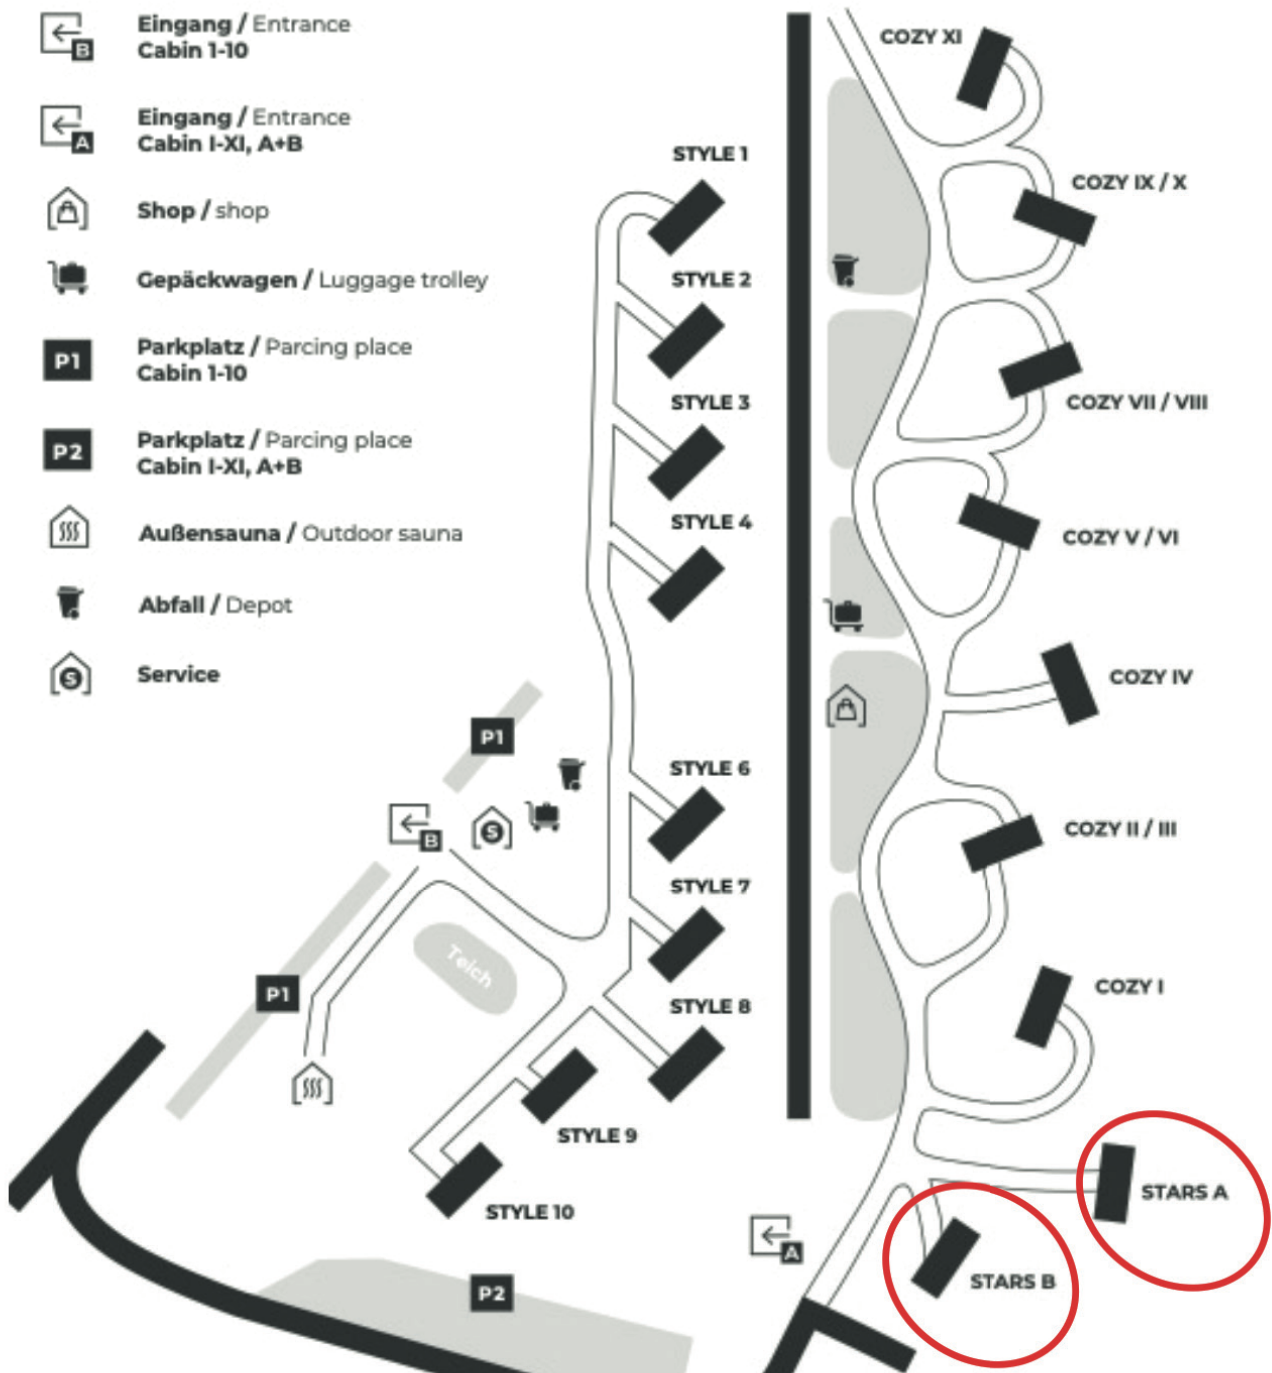 B
Eingang / Entrance
Cabin 1-10
A
Eingang / Entrance
Cabin I-XI, A+B
Shop / shop
Gepäckwagen / Luggage trolley
P1
Parkplatz / Parcing place
Cabin 1-10
P2
Parkplatz / Parcing place
Cabin I-XI, A+B
Außensauna / Outdoor sauna
Abfall / Depot
S
Service
STYLE 1
STYLE 2
STYLE 3
STYLE 4
STYLE 6
STYLE 7
STYLE 8
STYLE 9
STYLE 10
P1
B
S
Teich
P1
P2
COZY XI
COZY IX / X
COZY VII / VIII
COZY V / VI
COZY IV
COZY II / III
COZY I
STARS A
STARS B
A